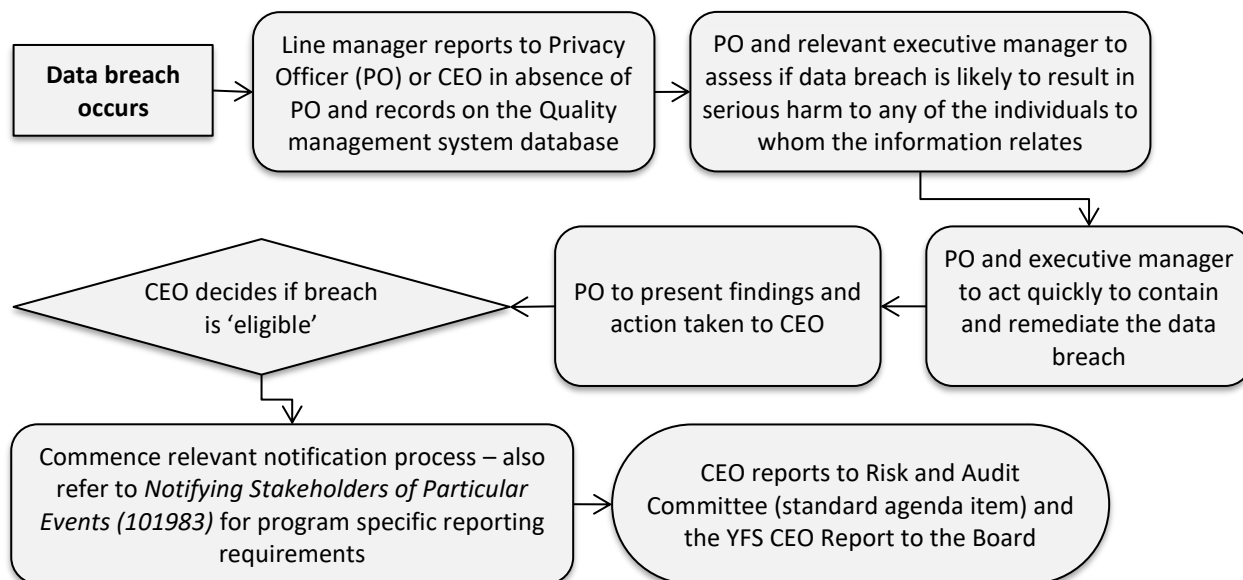 Data breach
occurs
Line manager reports to Privacy
Officer (PO) or CEO in absence of
PO and records on the Quality
management system database
PO and relevant executive manager to
assess if data breach is likely to result in
serious harm to any of the individuals to
whom the information relates
PO and executive manager
to act quickly to contain
and remediate the data
breach
PO to present findings and
action taken to CEO
CEO decides if breach
is ‘eligible’
Commence relevant notification process – also
refer to Notifying Stakeholders of Particular
Events (101983) for program specific reporting
requirements
CEO reports to Risk and Audit
Committee (standard agenda item) and
the YFS CEO Report to the Board